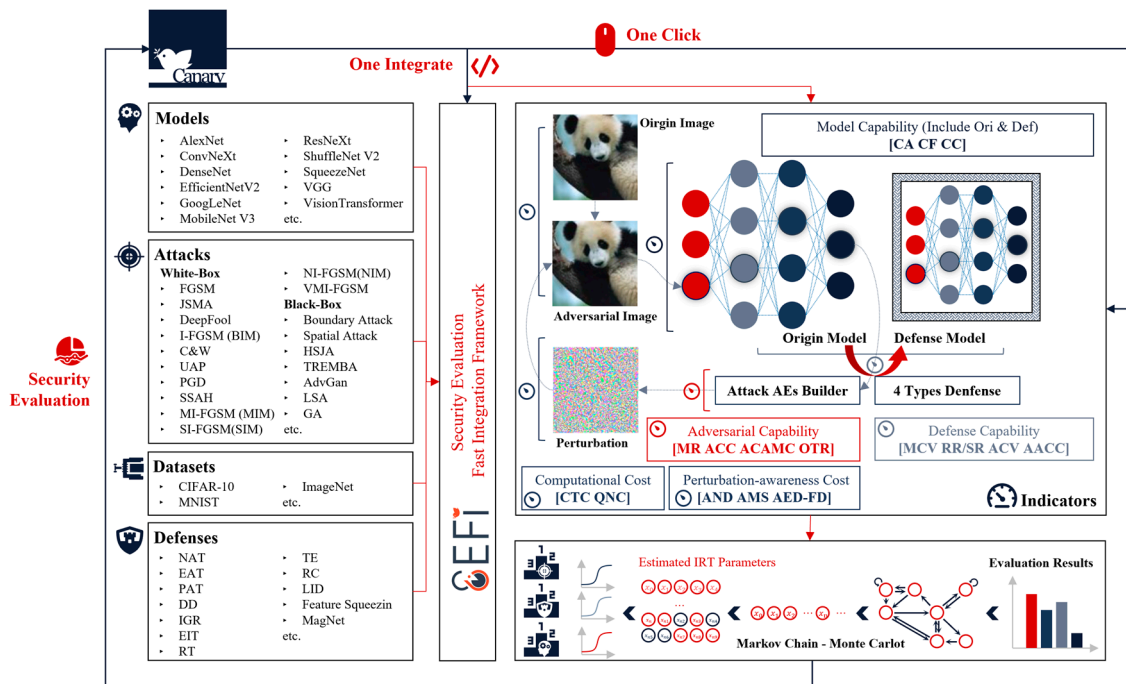 Canary
One Click
One Integrate </>
Security
Evaluation
Models
AlexNet
ConvNeXt
DenseNet
EfficientNetV2
GoogLeNet
MobileNet V3
ResNeXt
ShuffleNet V2
SqueezeNet
VGG
VisionTransformer
etc.
Attacks
White-Box
FGSM
JSMA
DeepFool
I-FGSM (BIM)
C&W
UAP
PGD
SSAH
MI-FGSM (MIM)
SI-FGSM(SIM)
NI-FGSM(NIM)
VMI-FGSM
Black-Box
Boundary Attack
Spatial Attack
HSJA
TREMBA
AdvGan
LSA
GA
etc.
Datasets
CIFAR-10
MNIST
ImageNet
etc.
Defenses
NAT
EAT
PAT
DD
IGR
EIT
RT
TE
RC
LID
Feature Squeezin
MagNet
etc.
Security Evaluation
Fast Integration Framework
SEFi
Oirgin Image
Adversarial Image
Perturbation
Model Capability (Include Ori & Def)
[CA CF CC]
Origin Model
Defense Model
Attack AEs Builder
4 Types Denfense
Adversarial Capability
[MR ACC ACAMC OTR]
Defense Capability
[MCV RR/SR ACV AACC]
Computational Cost
[CTC QNC]
Perturbation-awareness Cost
[AND AMS AED-FD]
Indicators
Estimated IRT Parameters
Evaluation Results
Markov Chain - Monte Carlot